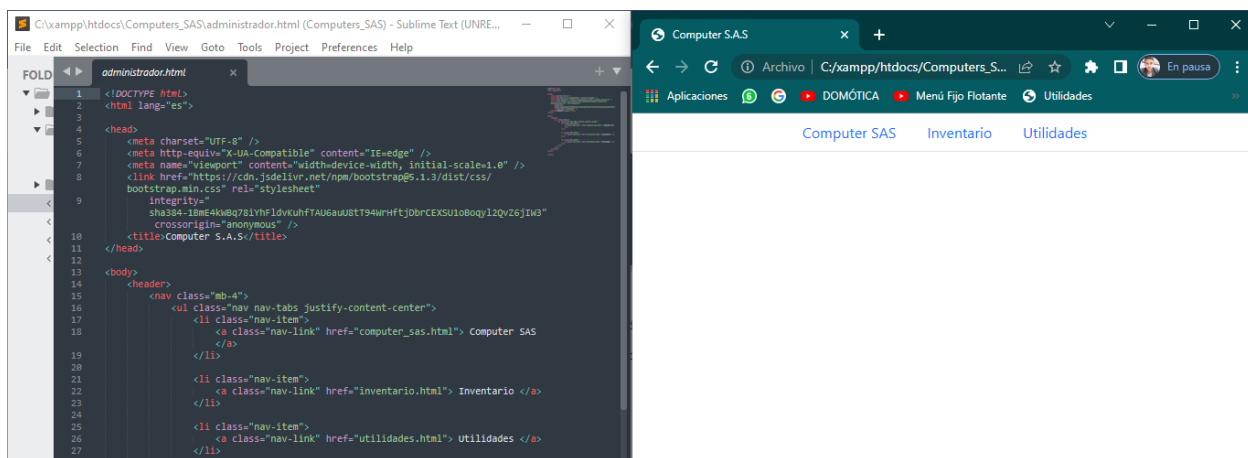 C:\xampp\htdocs\Computers_SAS\administrador.html (Computers_SAS) - Sublime Text (UNRE...
File Edit Selection Find View Goto Tools Project Preferences Help
FOLD
administrador.html
1 <!DOCTYPE html>
2 <html lang="es">
3
4 <head>
5 <meta charset="UTF-8" />
6 <meta http-equiv="X-UA-Compatible" content="IE=edge" />
7 <meta name="viewport" content="width=device-width, initial-scale=1.0" />
8 <link href="https://cdn.jsdelivr.net/npm/bootstrap@5.1.3/dist/css/
bootstrap.min.css" rel="stylesheet"
9 integrity="
sha384-1BmE4kWBq78iYhFldvKuhfTAU6auU8tT94WrHftjDbrCEXSU1oBoqyl2QvZ6jIW3"
crossorigin="anonymous" />
10 <title>Computer S.A.S</title>
11 </head>
12
13 <body>
14 <header>
15 <nav class="mb-4">
16 <ul class="nav nav-tabs justify-content-center">
17 <li class="nav-item">
18 <a class="nav-link" href="computer_sas.html"> Computer SAS
</a>
19 </li>
20
21 <li class="nav-item">
22 <a class="nav-link" href="inventario.html"> Inventario </a>
23 </li>
24
25 <li class="nav-item">
26 <a class="nav-link" href="utilidades.html"> Utilidades </a>
27 </li>
Computer S.A.S
Archivo C:/xampp/htdocs/Computers_S... En pausa
Aplicaciones DOMÓTICA Menú Fijo Flotante Utilidades
Computer SAS Inventario Utilidades